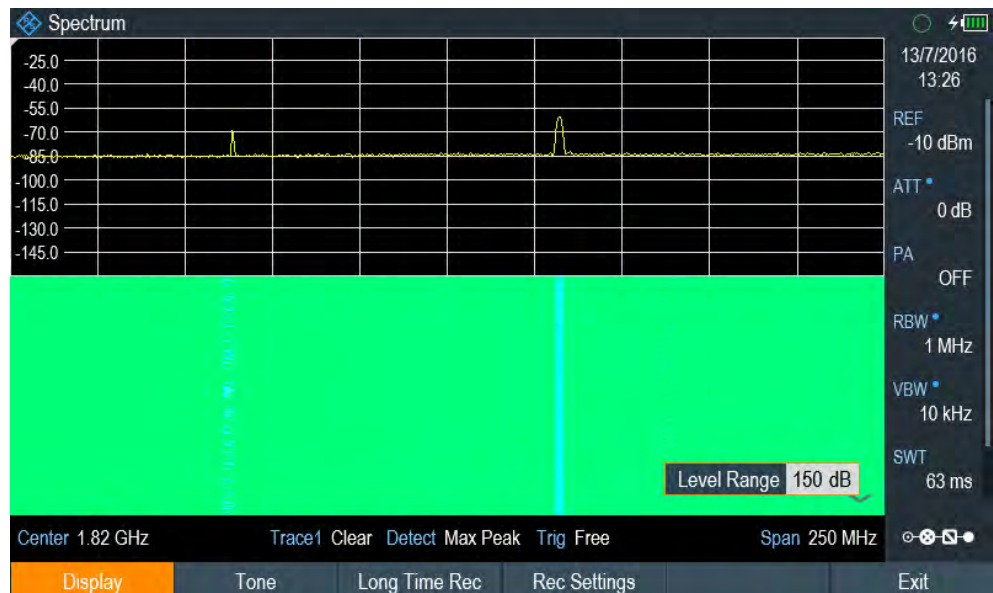 Spectrum
13/7/2016
13:26
-25.0
-40.0
-55.0
-70.0
-85.0
-100.0
-115.0
-130.0
-145.0
REF
-10 dBm
ATT
0 dB
PA
OFF
RBW
1 MHz
VBW
10 kHz
SWT
63 ms
Level Range 150 dB
Center 1.82 GHz Trace1 Clear Detect Max Peak Trig Free Span 250 MHz
Display Tone Long Time Rec Rec Settings Exit